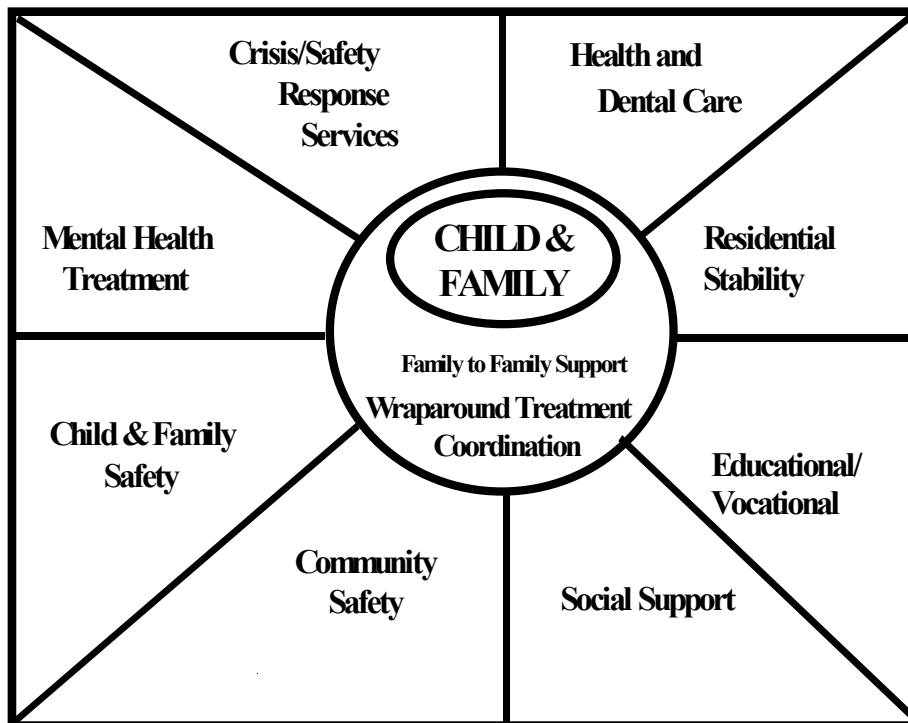 Crisis/Safety
Response
Services
Health and
Dental Care
Mental Health
Treatment
CHILD &
FAMILY
Residential
Stability
Family to Family Support
Wraparound Treatment
Coordination
Child & Family
Safety
Educational/
Vocational
Community
Safety
Social Support